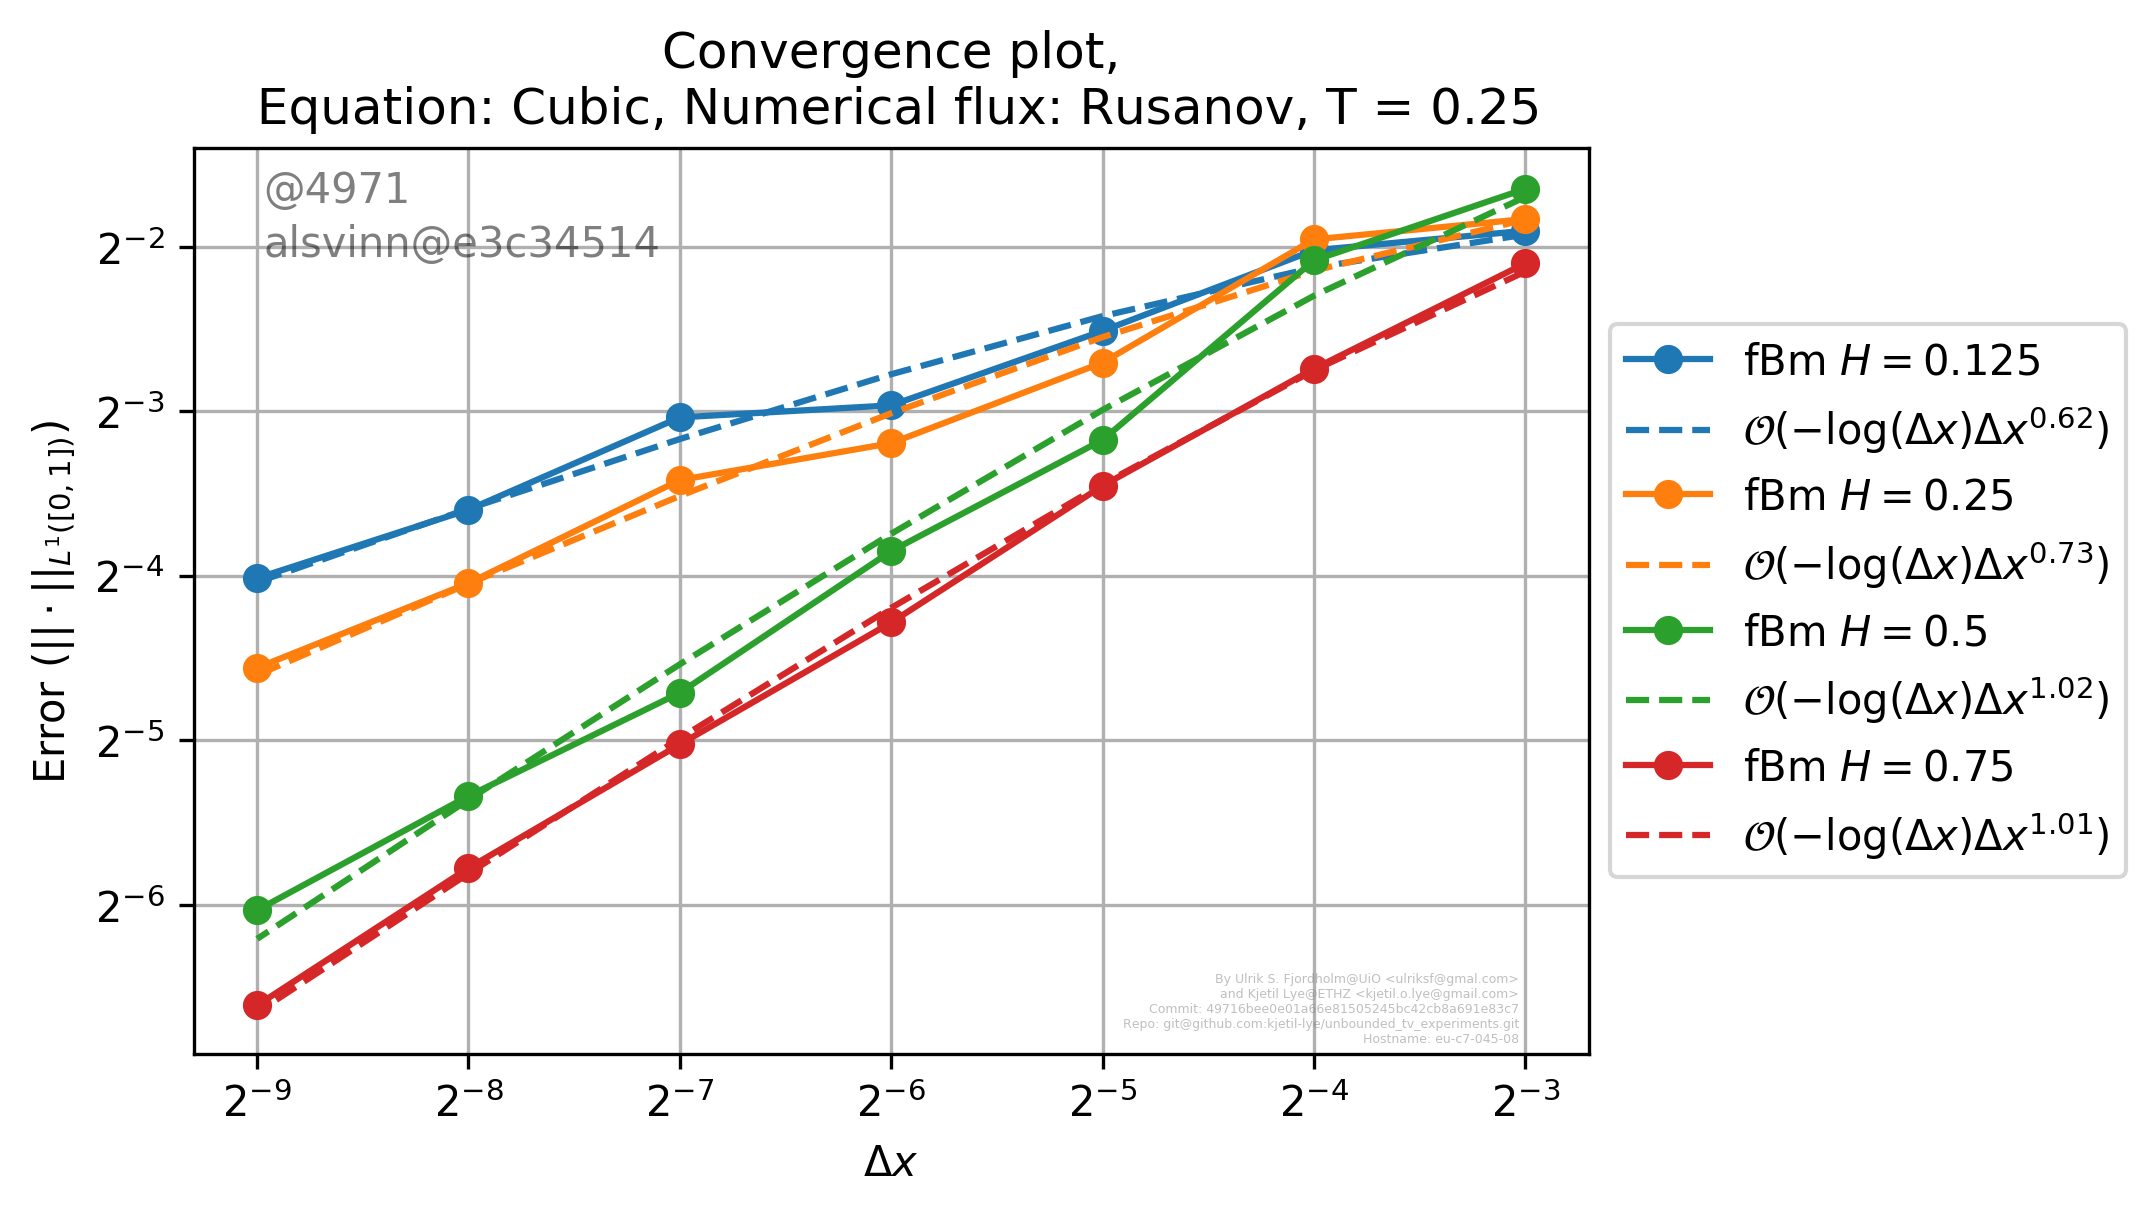 Convergence plot,
Equation: Cubic, Numerical flux: Rusanov, T = 0.25
@4971
alsvinn@e3c34514
2⁻²
2⁻³
2⁻⁴
2⁻⁵
2⁻⁶
Error (|| · ||_{L¹([0, 1])})
2⁻⁹ 2⁻⁸ 2⁻⁷ 2⁻⁶ 2⁻⁵ 2⁻⁴ 2⁻³
Δx
By Ulrik S. Fjordholm@UiO <ulriksf@gmal.com>
and Kjetil Lye@ETHZ <kjetil.o.lye@gmail.com>
Commit: 49716bee0e01a66e81505245bc42cb8a691e83c7
Repo: git@github.com:kjetil-lye/unbounded_tv_experiments.git
Hostname: eu-c7-045-08
fBm H = 0.125
𝒪(−log(Δx)Δx^{0.62})
fBm H = 0.25
𝒪(−log(Δx)Δx^{0.73})
fBm H = 0.5
𝒪(−log(Δx)Δx^{1.02})
fBm H = 0.75
𝒪(−log(Δx)Δx^{1.01})